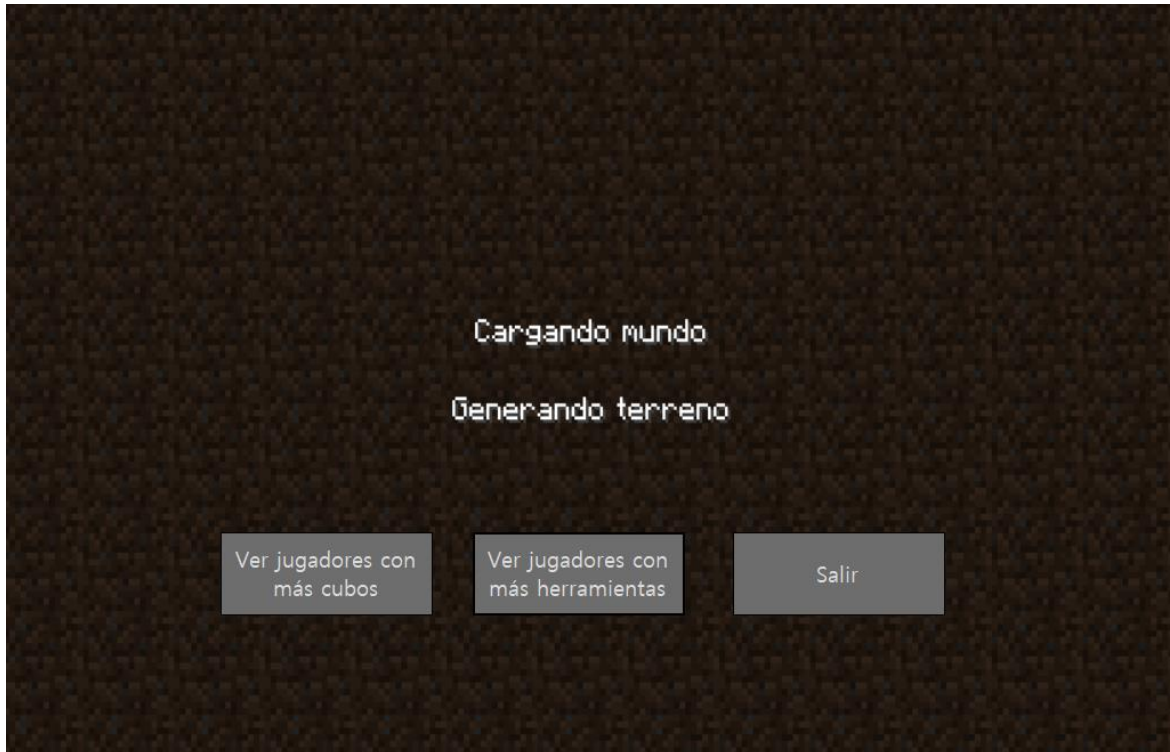 Cargando mundo
Generando terreno
Ver jugadores con
más cubos
Ver jugadores con
más herramientas
Salir